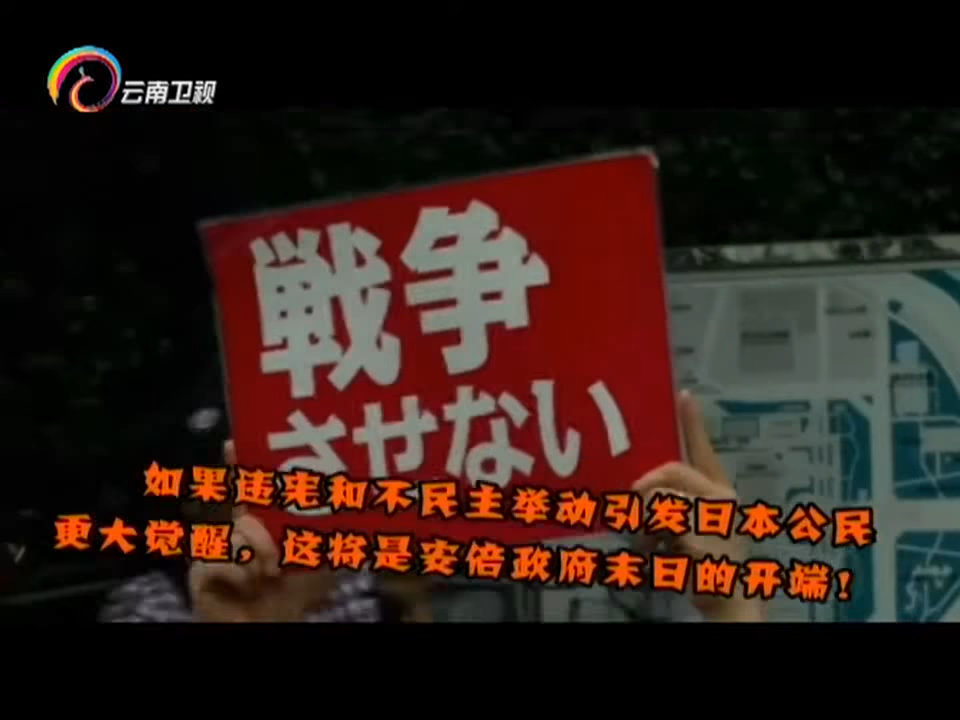 云南卫视
戦争
させない
如果违宪和不民主举动引发日本公民
更大觉醒，这将是安倍政府末日的开端！